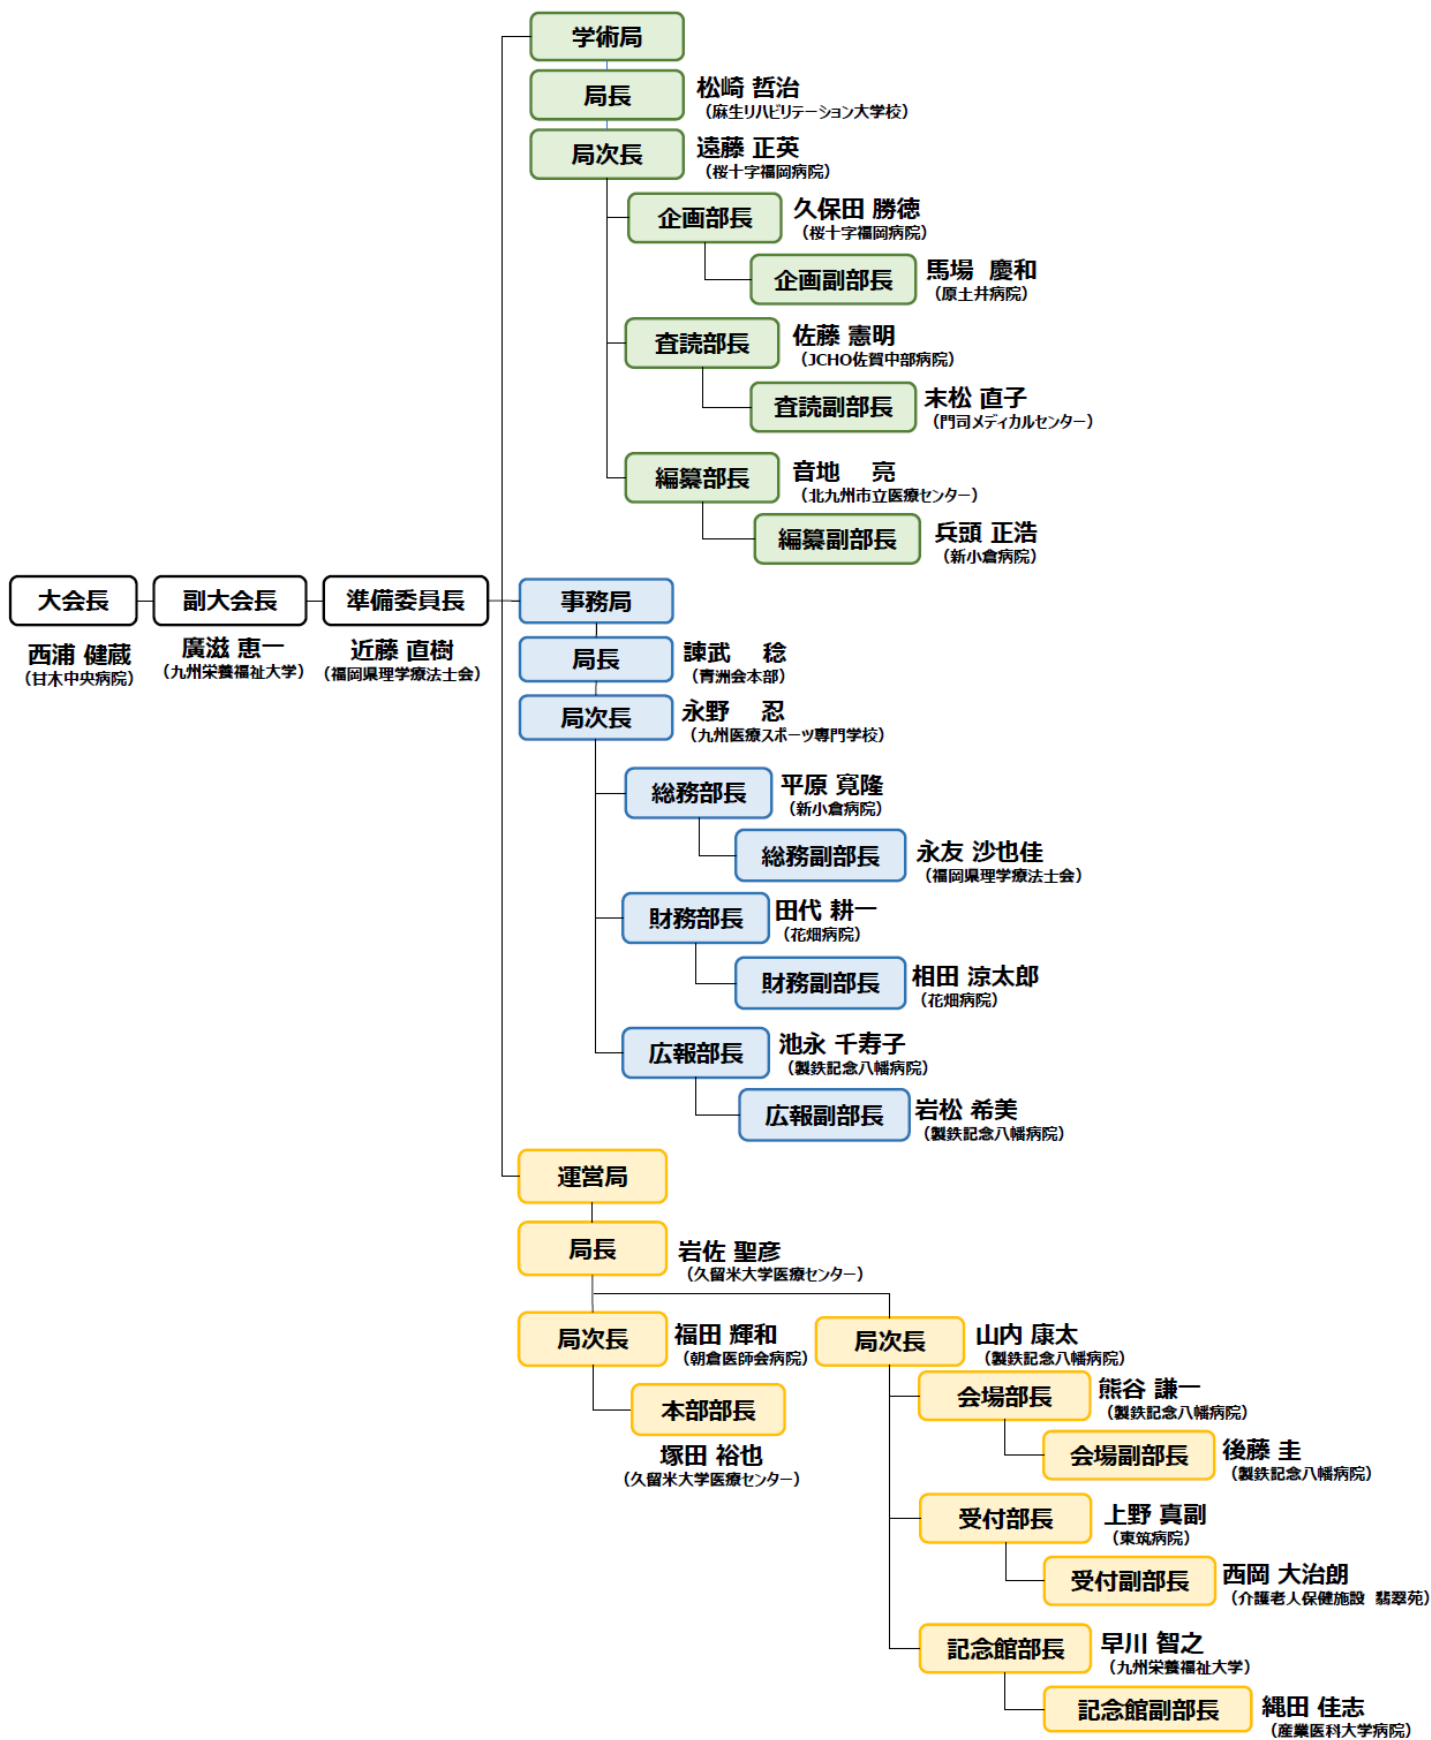 学術局
局長
松崎 哲治
（麻生リハビリテーション大学校）
局次長
遠藤 正英
（桜十字福岡病院）
企画部長
久保田 勝徳
（桜十字福岡病院）
企画副部長
馬場 慶和
（原土井病院）
査読部長
佐藤 憲明
（JCHO佐賀中部病院）
査読副部長
末松 直子
（門司メディカルセンター）
編纂部長
音地 亮
（北九州市立医療センター）
編纂副部長
兵頭 正浩
（新小倉病院）
大会長
西浦 健蔵
（甘木中央病院）
副大会長
廣滋 恵一
（九州栄養福祉大学）
準備委員長
近藤 直樹
（福岡県理学療法士会）
事務局
局長
諫武 稔
（青洲会本部）
局次長
永野 忍
（九州医療スポーツ専門学校）
総務部長
平原 寛隆
（新小倉病院）
総務副部長
永友 沙也佳
（福岡県理学療法士会）
財務部長
田代 耕一
（花畑病院）
財務副部長
相田 涼太郎
（花畑病院）
広報部長
池永 千寿子
（製鉄記念八幡病院）
広報副部長
岩松 希美
（製鉄記念八幡病院）
運営局
局長
岩佐 聖彦
（久留米大学医療センター）
局次長
福田 輝和
（朝倉医師会病院）
本部部長
塚田 裕也
（久留米大学医療センター）
局次長
山内 康太
（製鉄記念八幡病院）
会場部長
熊谷 謙一
（製鉄記念八幡病院）
会場副部長
後藤 圭
（製鉄記念八幡病院）
受付部長
上野 真副
（東筑病院）
受付副部長
西岡 大治朗
（介護老人保健施設 翡翠苑）
記念館部長
早川 智之
（九州栄養福祉大学）
記念館副部長
縄田 佳志
（産業医科大学病院）